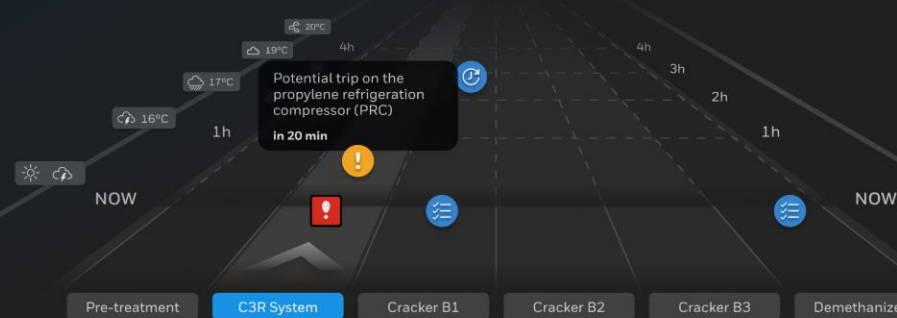 20°C
19°C
4h
4h
17°C
3h
Potential trip on the
propylene refrigeration
compressor (PRC)
in 20 min
2h
16°C
1h
1h
NOW
NOW
Pre-treatment
C3R System
Cracker B1
Cracker B2
Cracker B3
Demethanize